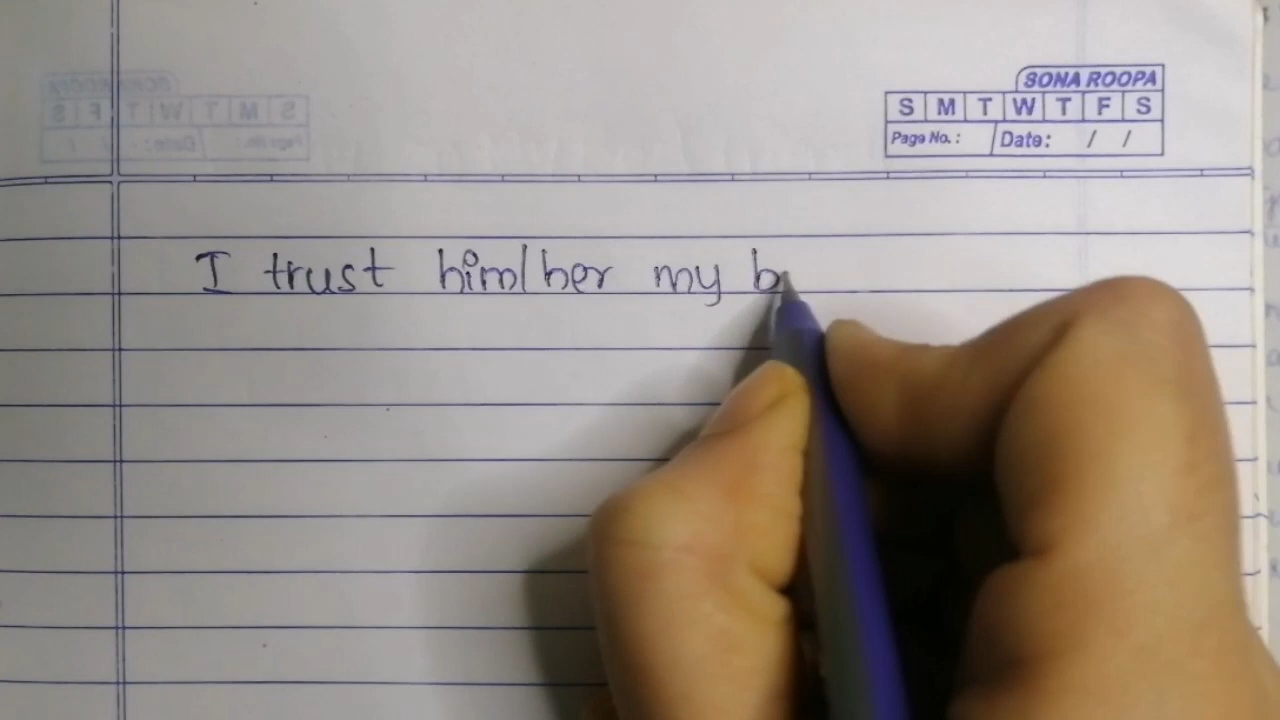 SONA ROOPA
S M T W T F S
Page No.: Date: / /
I trust him/her my b